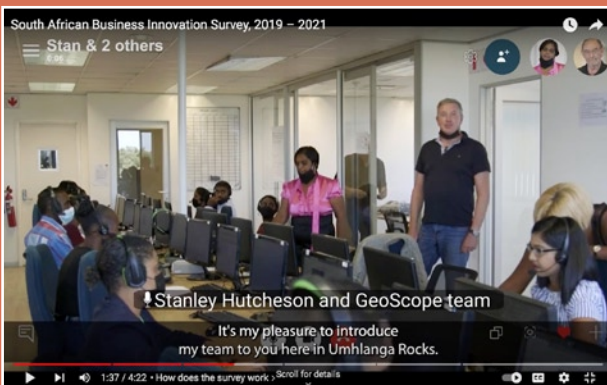 South African Business Innovation Survey, 2019 – 2021
Stan & 2 others
Stanley Hutcheson and GeoScope team
It's my pleasure to introduce
my team to you here in Umhlanga Rocks.
1:37 / 4:22 • How does the survey work >
Scroll for details